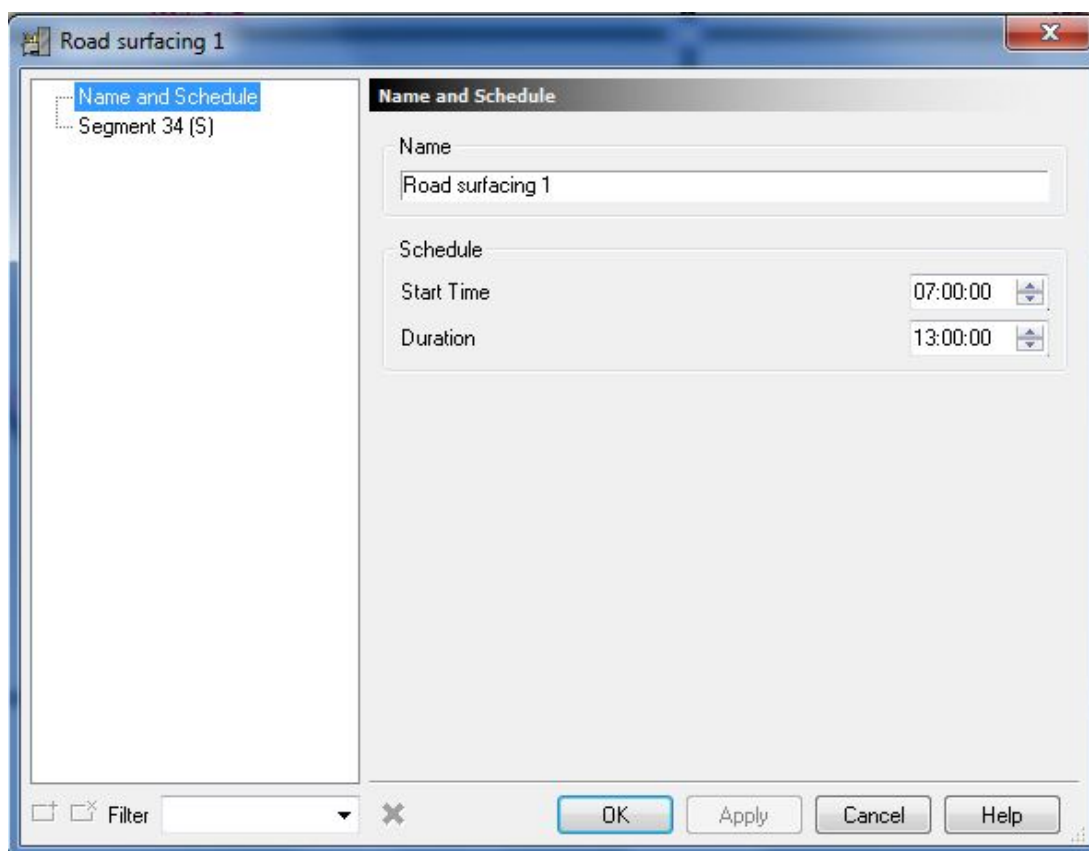 Road surfacing 1
Name and Schedule
Segment 34 (S)
Name and Schedule
Name
Road surfacing 1
Schedule
Start Time 07:00:00
Duration 13:00:00
Filter
OK Apply Cancel Help